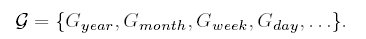 𝒢 = {G_year, G_month, G_week, G_day, …}.